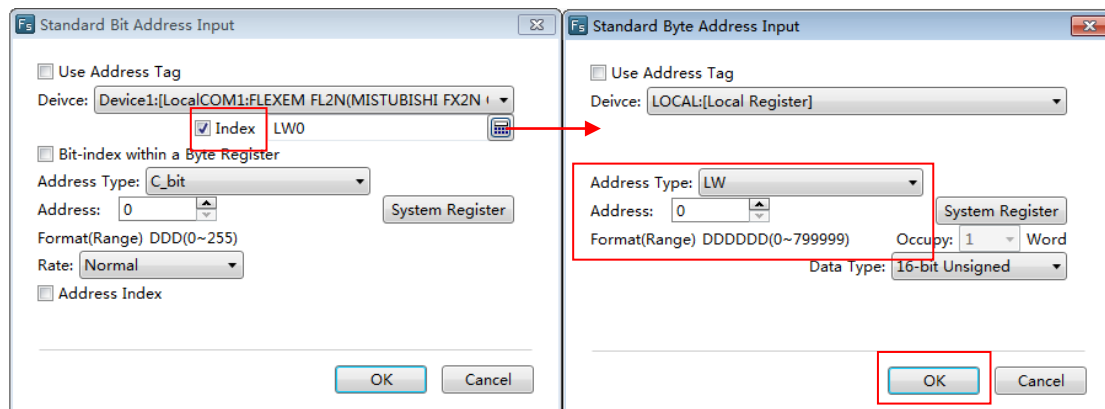 Fs Standard Bit Address Input
Use Address Tag
Deivce: Device1:[LocalCOM1:FLEXEM FL2N(MISTUBISHI FX2N (
Index LW0
Bit-index within a Byte Register
Address Type: C_bit
Address: 0 System Register
Format(Range) DDD(0~255)
Rate: Normal
Address Index
OK Cancel
Fs Standard Byte Address Input
Use Address Tag
Deivce: LOCAL:[Local Register]
Address Type: LW
Address: 0 System Register
Format(Range) DDDDDD(0~799999) Occupy: 1 Word
Data Type: 16-bit Unsigned
OK Cancel